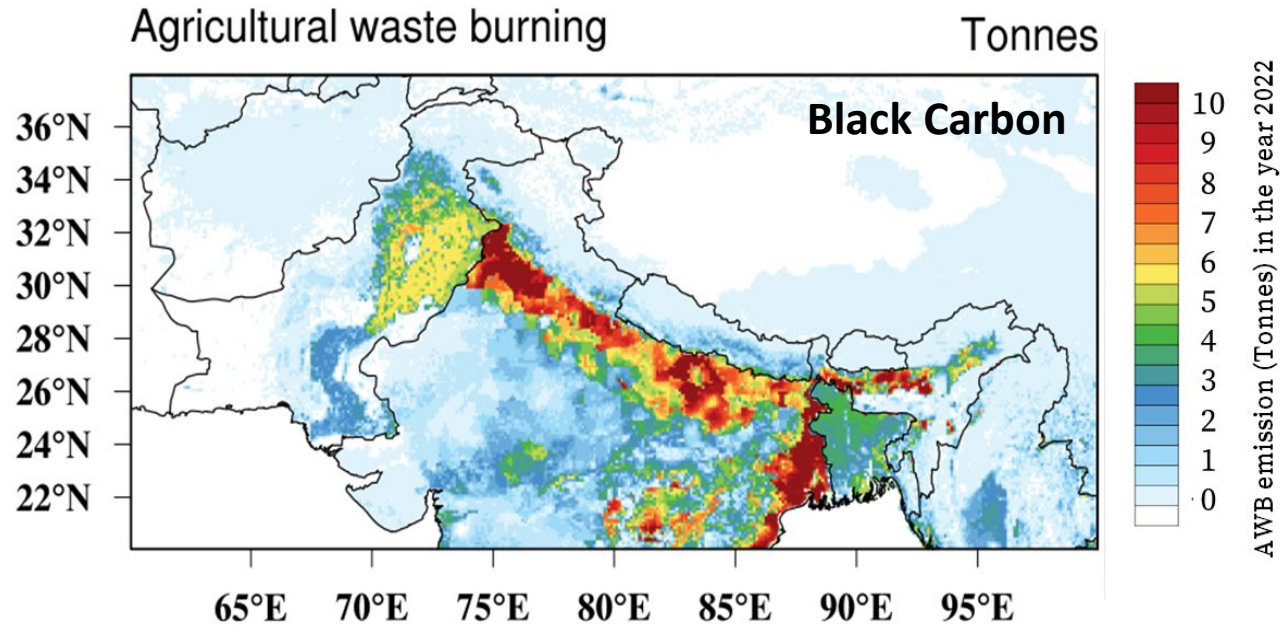 Agricultural waste burning
Tonnes
Black Carbon
36°N
34°N
32°N
30°N
28°N
26°N
24°N
22°N
65°E 70°E 75°E 80°E 85°E 90°E 95°E
10
9
8
7
6
5
4
3
2
1
0
AWB emission (Tonnes) in the year 2022